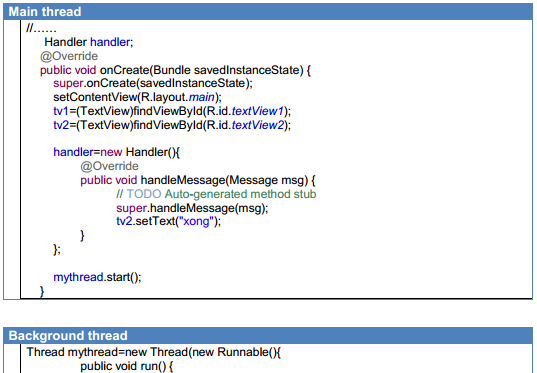 Main thread
//......
Handler handler;
@Override
public void onCreate(Bundle savedInstanceState) {
super.onCreate(savedInstanceState);
setContentView(R.layout.main);
tv1=(TextView)findViewById(R.id.textView1);
tv2=(TextView)findViewById(R.id.textView2);
handler=new Handler(){
@Override
public void handleMessage(Message msg) {
// TODO Auto-generated method stub
super.handleMessage(msg);
tv2.setText("xong");
}
};
mythread.start();
}
Background thread
Thread mythread=new Thread(new Runnable(){
public void run() {